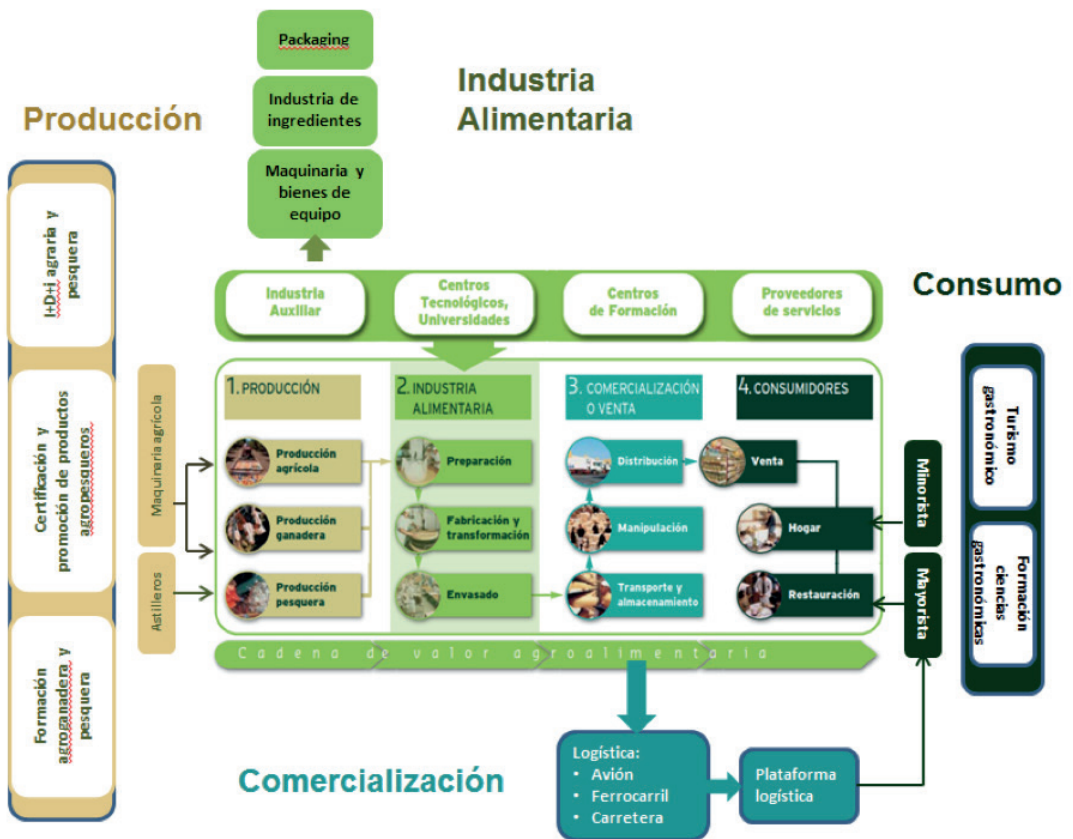 Packaging
Industria de
ingredientes
Maquinaria y
bienes de
equipo
Industria
Alimentaria
Producción
I+D+i agraria y
pesquera
Certificación y
promoción de productos
agropesqueros
Formación
agroganadera y
pesquera
Maquinaria agrícola
Astilleros
Industria
Auxiliar
Centros
Tecnológicos,
Universidades
Centros
de Formación
Proveedores
de servicios
1. PRODUCCIÓN
Producción
agrícola
Producción
ganadera
Producción
pesquera
2. INDUSTRIA
ALIMENTARIA
Preparación
Fabricación y
transformación
Envasado
3. COMERCIALIZACIÓN
O VENTA
Distribución
Manipulación
Transporte y
almacenamiento
4. CONSUMIDORES
Venta
Hogar
Restauración
Cadena de valor agroalimentaria
Consumo
Minorista
Mayorista
Turismo
gastronómico
Formación
ciencias
gastronómicas
Comercialización
Logística:
• Avión
• Ferrocarril
• Carretera
Plataforma
logística